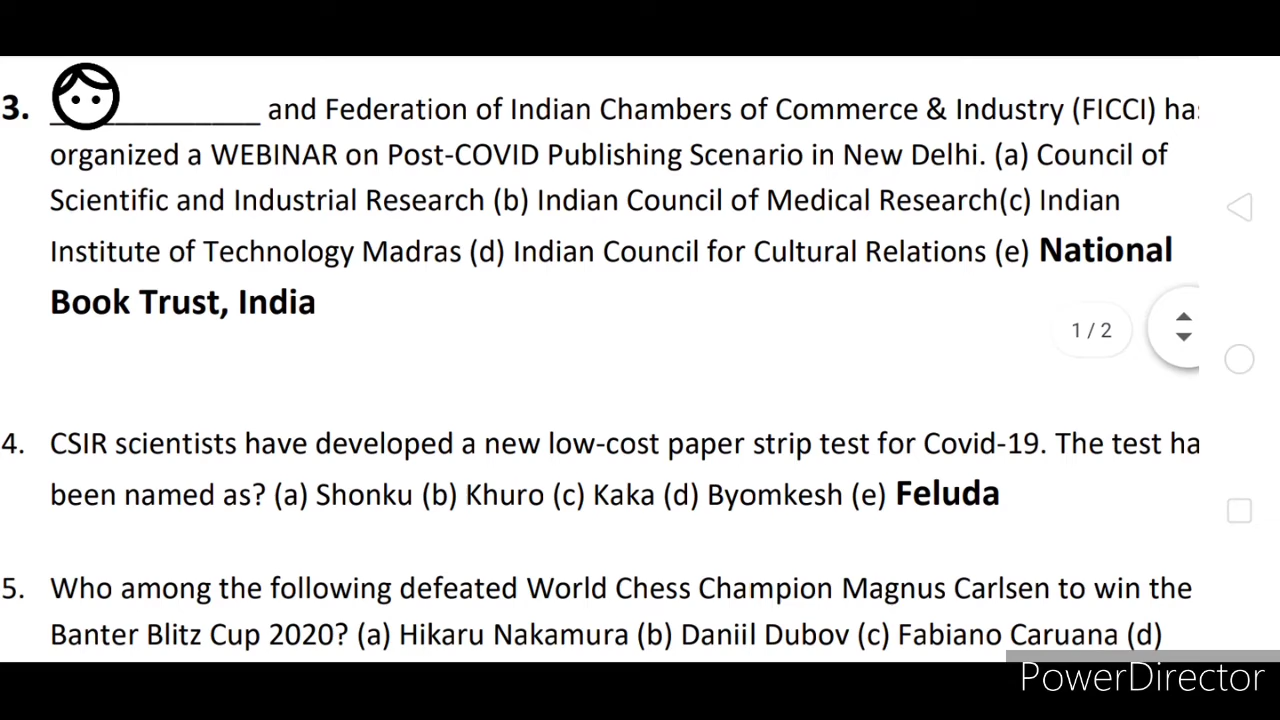 3. ______________ and Federation of Indian Chambers of Commerce & Industry (FICCI) ha
organized a WEBINAR on Post-COVID Publishing Scenario in New Delhi. (a) Council of
Scientific and Industrial Research (b) Indian Council of Medical Research(c) Indian
Institute of Technology Madras (d) Indian Council for Cultural Relations (e) National
Book Trust, India
1 / 2
4. CSIR scientists have developed a new low-cost paper strip test for Covid-19. The test ha
been named as? (a) Shonku (b) Khuro (c) Kaka (d) Byomkesh (e) Feluda
5. Who among the following defeated World Chess Champion Magnus Carlsen to win the
Banter Blitz Cup 2020? (a) Hikaru Nakamura (b) Daniil Dubov (c) Fabiano Caruana (d)
PowerDirector